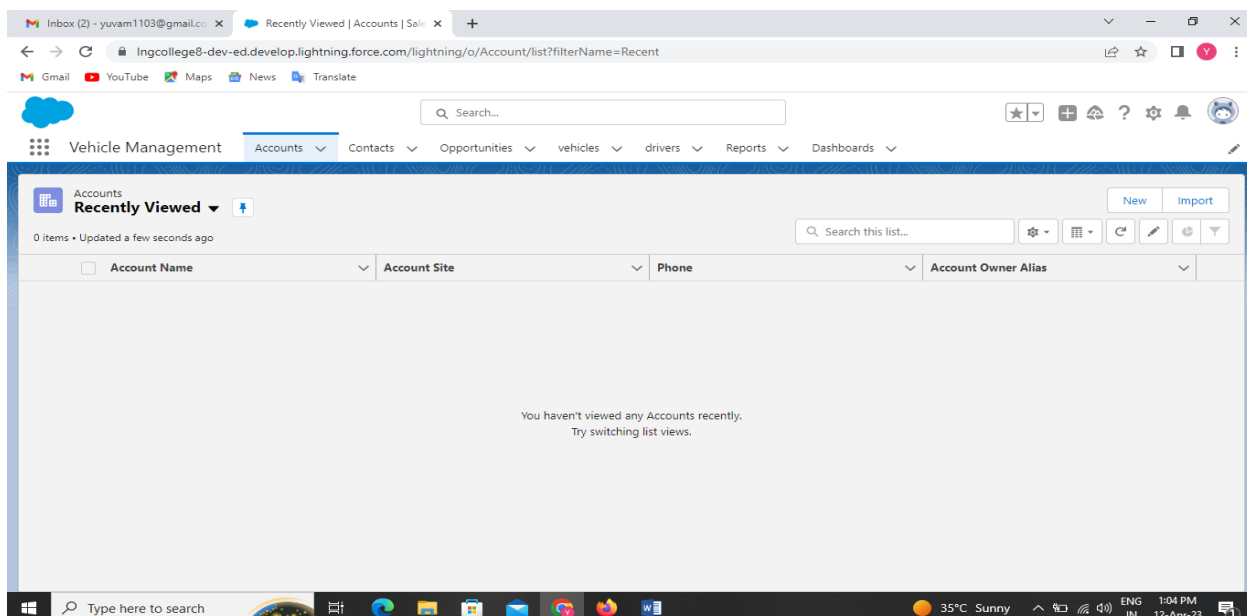 Inbox (2) - yuvam1103@gmail.co
Recently Viewed | Accounts | Sale
lngcollege8-dev-ed.develop.lightning.force.com/lightning/o/Account/list?filterName=Recent
Y
Gmail YouTube Maps News Translate
Search...
Vehicle Management Accounts Contacts Opportunities vehicles drivers Reports Dashboards
Accounts
Recently Viewed
New Import
0 items • Updated a few seconds ago
Search this list...
Account Name Account Site Phone Account Owner Alias
You haven't viewed any Accounts recently.
Try switching list views.
Type here to search
35°C Sunny
ENG
IN
1:04 PM
12-Apr-23